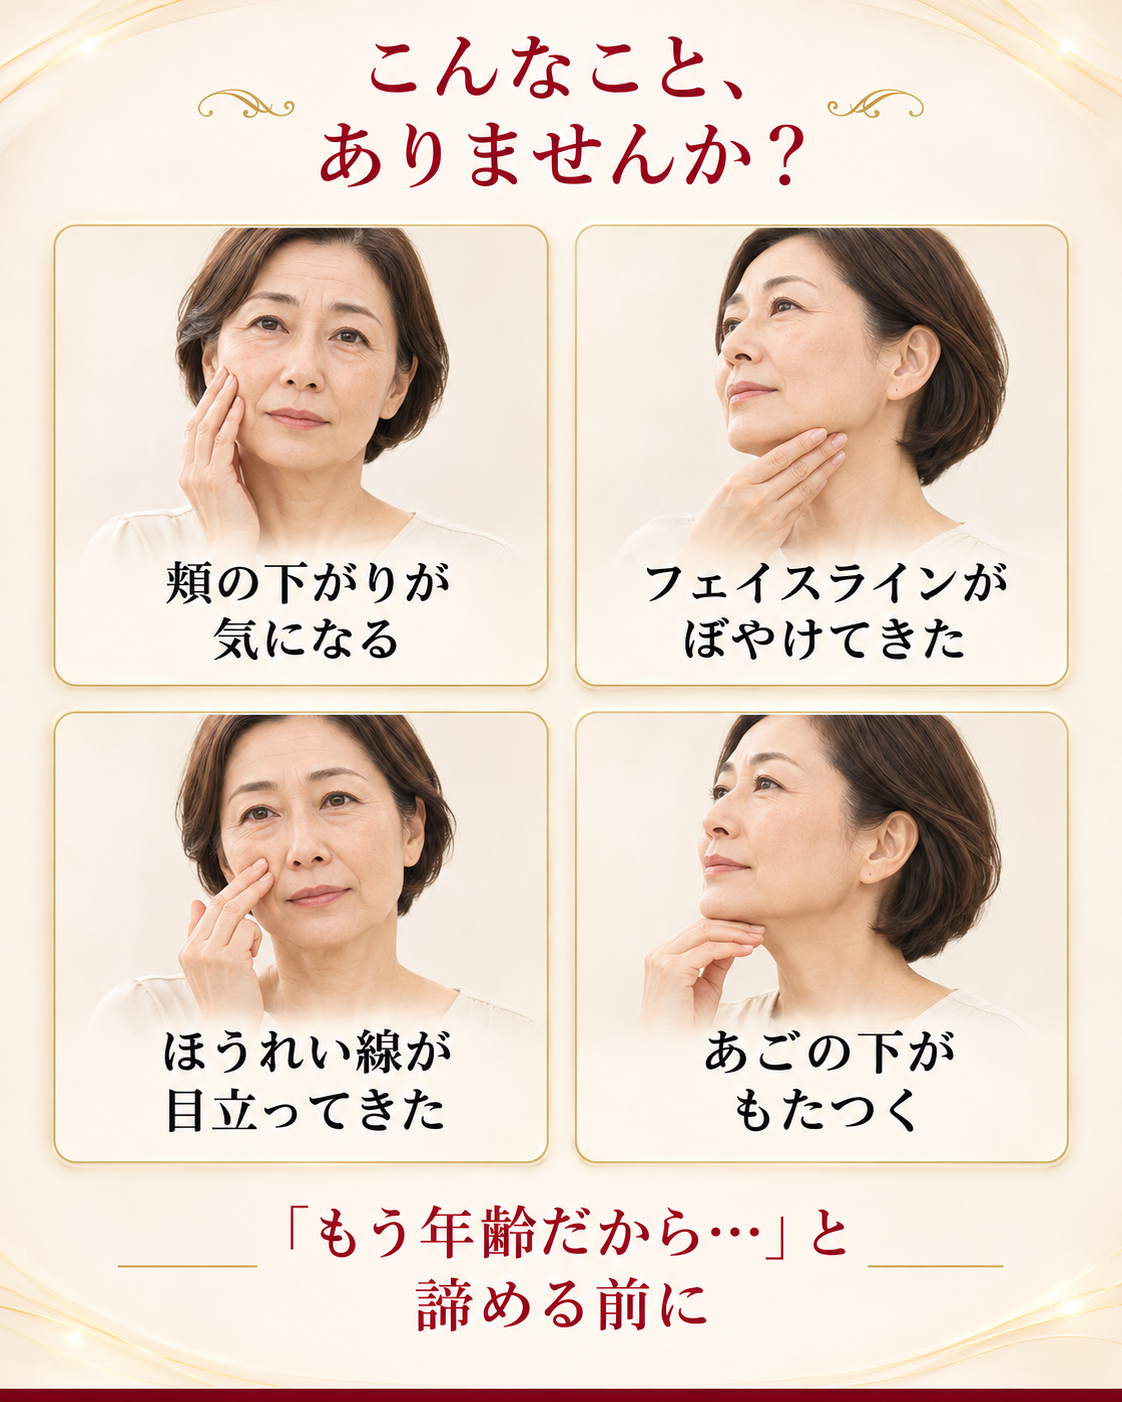 こんなこと、
ありませんか？
頬の下がりが
気になる
フェイスラインが
ぼやけてきた
ほうれい線が
目立ってきた
あごの下が
もたつく
「もう年齢だから…」と
諦める前に